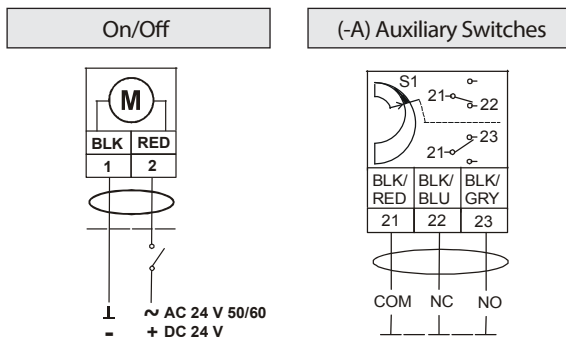 On/Off
M
BLK RED
1 2
⊥ ~ AC 24 V 50/60
- + DC 24 V
(-A) Auxiliary Switches
S1
21 22
23
21
BLK/ BLK/ BLK/
RED BLU GRY
21 22 23
COM NC NO